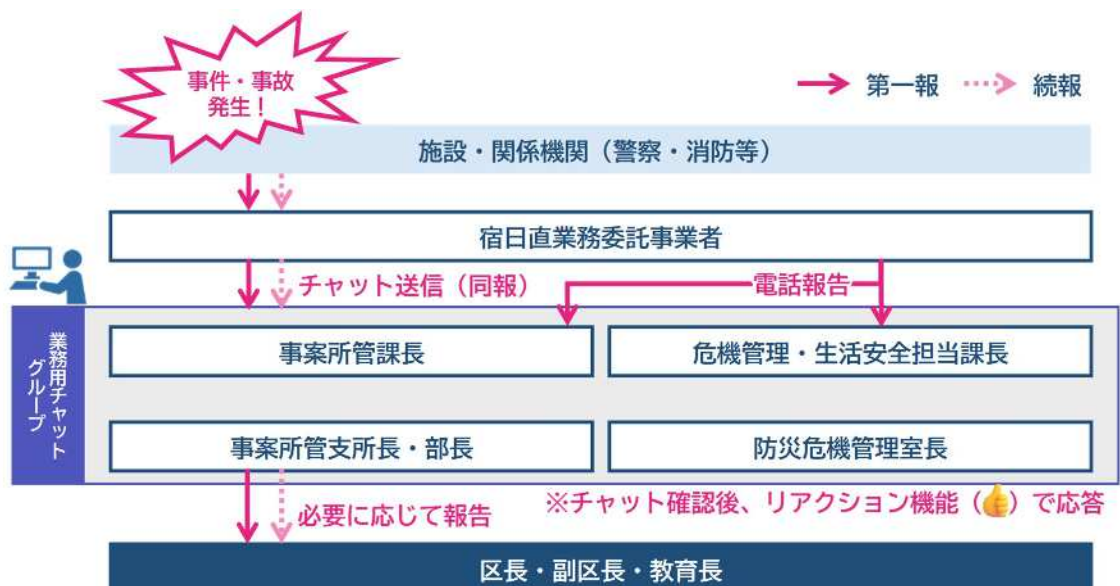 事件・事故
発生！
第一報
続報
施設・関係機関（警察・消防等）
宿日直業務委託事業者
チャット送信（同報）
電話報告
業務用チャット
グループ
事案所管課長
危機管理・生活安全担当課長
事案所管支所長・部長
防災危機管理室長
必要に応じて報告
※チャット確認後、リアクション機能（👍）で応答
区長・副区長・教育長